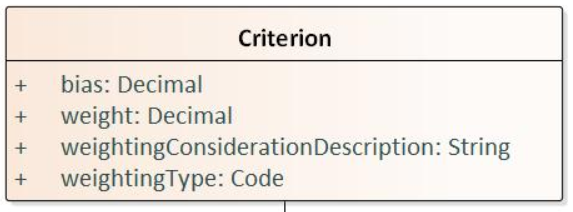 Criterion
+ bias: Decimal
+ weight: Decimal
+ weightingConsiderationDescription: String
+ weightingType: Code